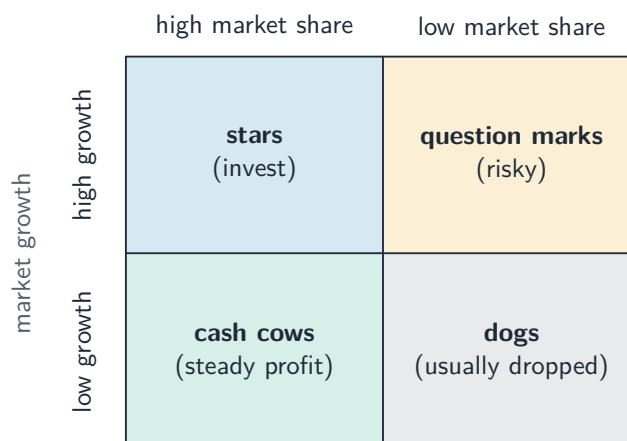 high market share
low market share
market growth
high growth
stars
(invest)
question marks
(risky)
low growth
cash cows
(steady profit)
dogs
(usually dropped)